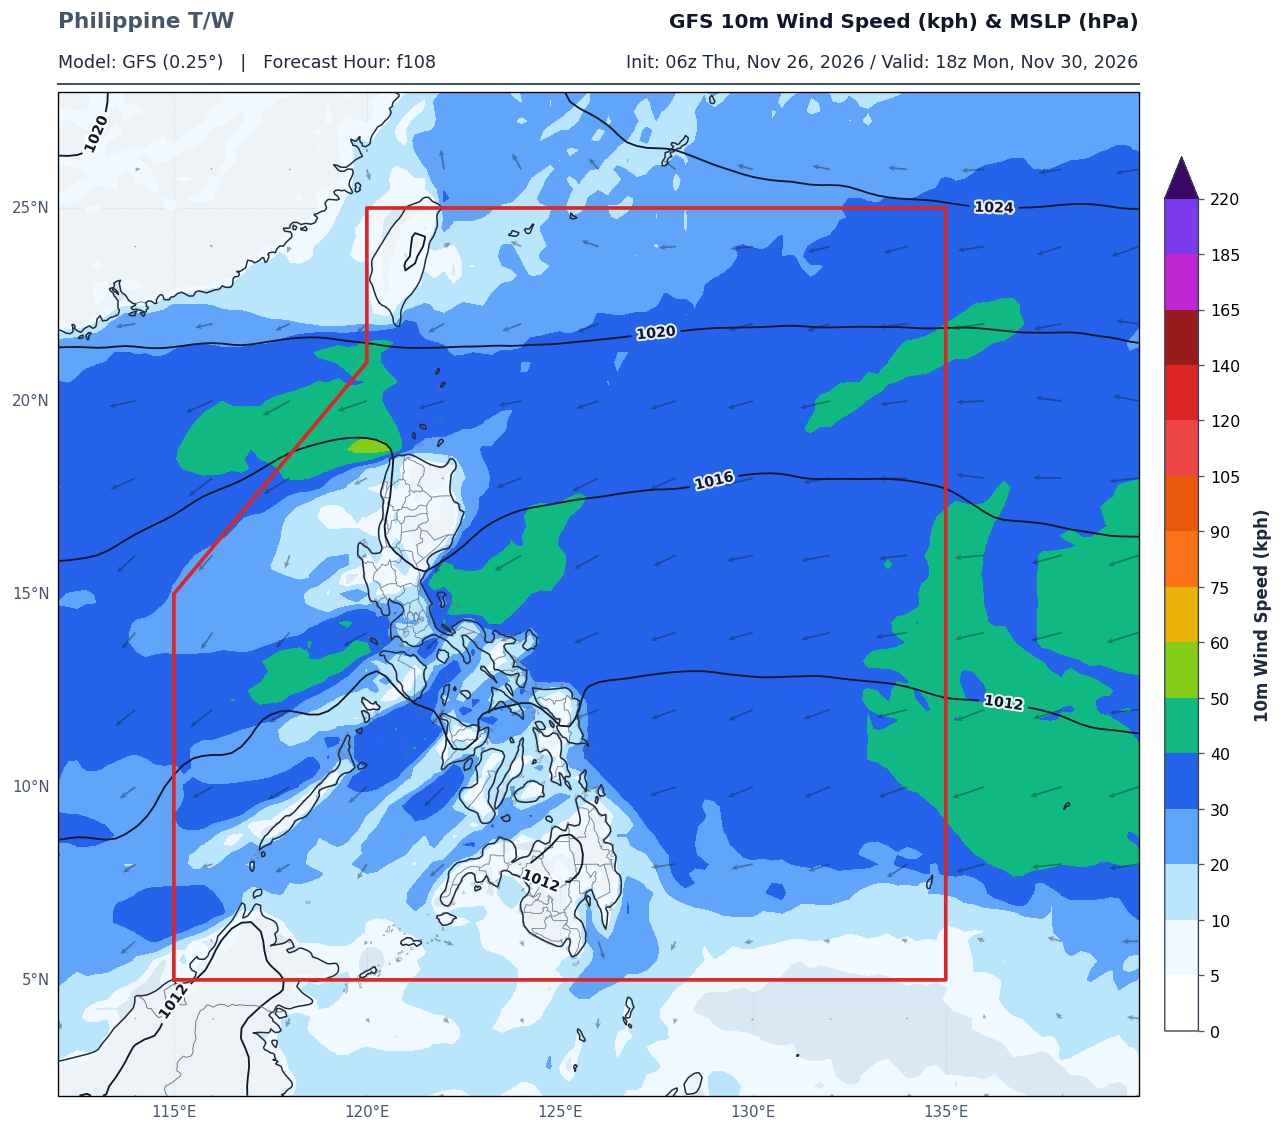 Philippine T/W
GFS 10m Wind Speed (kph) & MSLP (hPa)
Model: GFS (0.25°) | Forecast Hour: f108
Init: 06z Thu, Nov 26, 2026 / Valid: 18z Mon, Nov 30, 2026
1020
1024
1020
1016
1012
1012
1012
25°N
20°N
15°N
10°N
5°N
115°E
120°E
125°E
130°E
135°E
220
185
165
140
120
105
90
75
60
50
40
30
20
10
5
0
10m Wind Speed (kph)